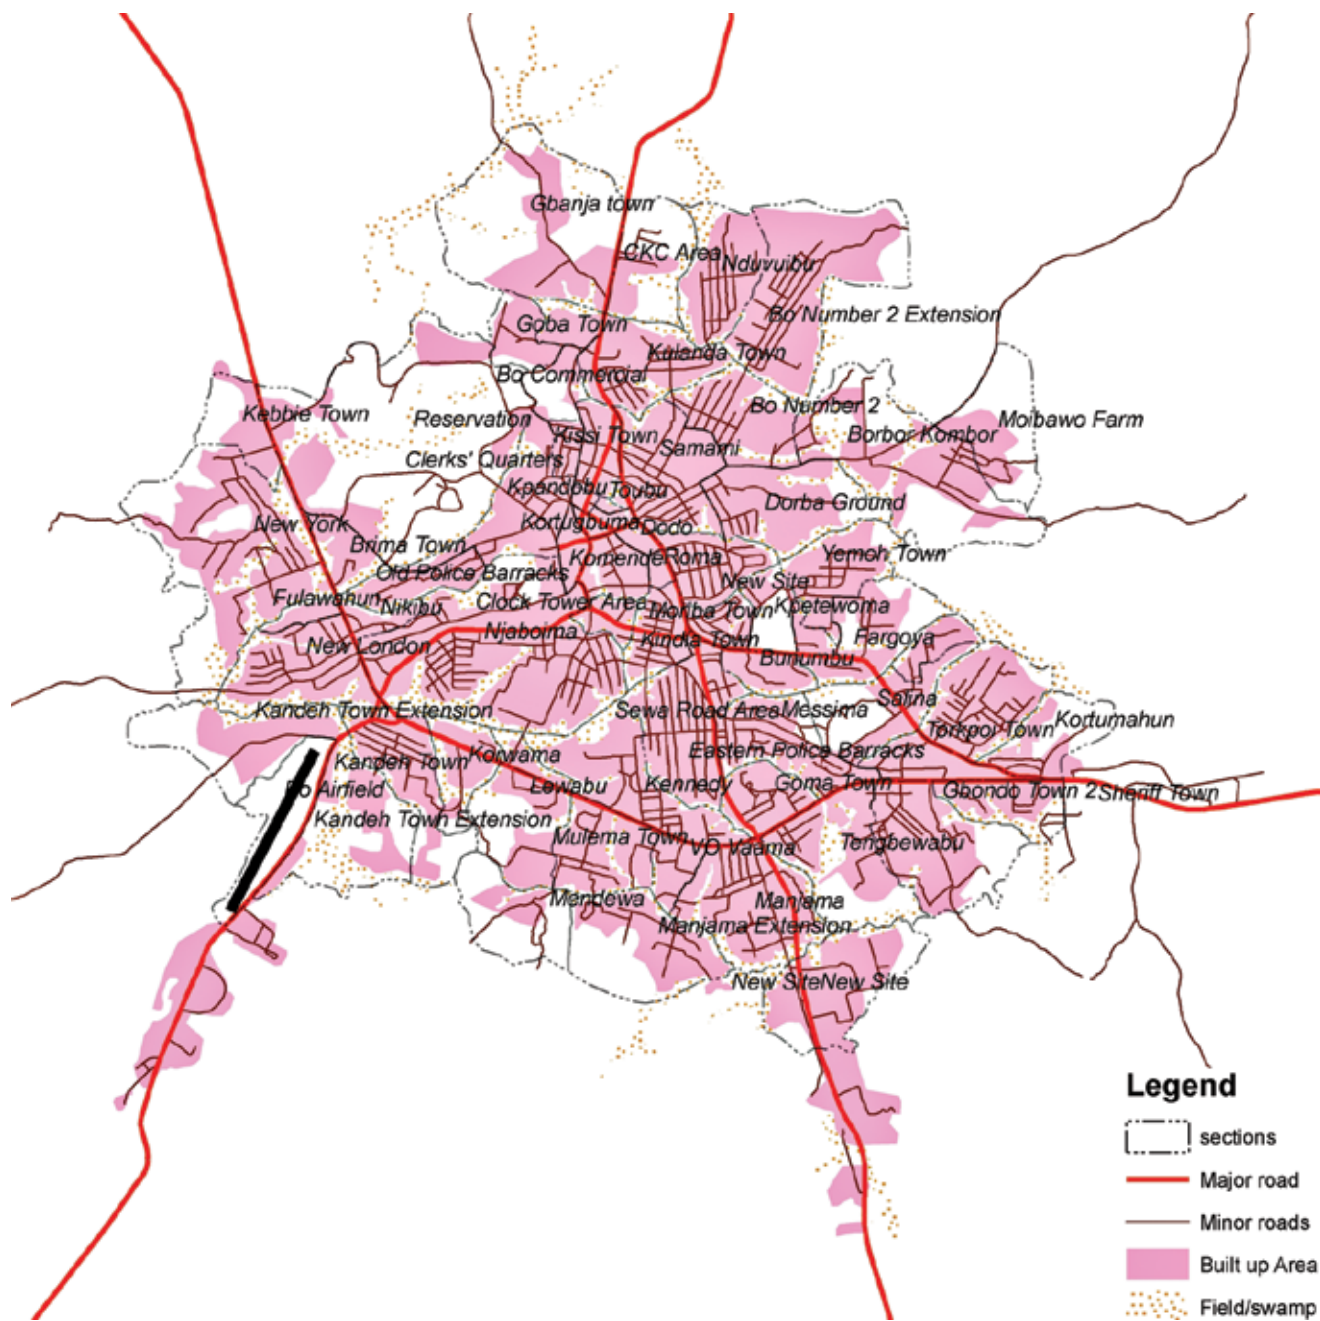 Gbanja town
CKC Area
Nduvuibu
Bo Number 2 Extension
Goba Town
Kulanda Town
Bo Commercial
Kebbie Town
Reservation
Bo Number 2
Moibawo Farm
Kissi Town
Borbor Kombor
Samami
Clerks' Quarters
Kpandobu
Toubu
Dorba Ground
New York
Kortugbuma
Dodo
Brima Town
Komende
Roma
Yemoh Town
Old Police Barracks
New Site
Fulawahun
Nikibu
Clock Tower Area
Moriba Town
Kpetewoma
New London
Njaboima
Kindia Town
Fargoya
Bunumbu
Kandeh Town Extension
Sewa Road Area
Messima
Salina
Torkpoi Town
Kortumahun
Kandeh Town
Korwama
Eastern Police Barracks
Bo Airfield
Lewabu
Kennedy
Goma Town
Gbondo Town 2
Sheriff Town
Kandeh Town Extension
Mulema Town
VO Vaama
Tengbewabu
Mendewa
Manjama
Manjama Extension
New Site
New Site
Legend
sections
Major road
Minor roads
Built up Area
Field/swamp